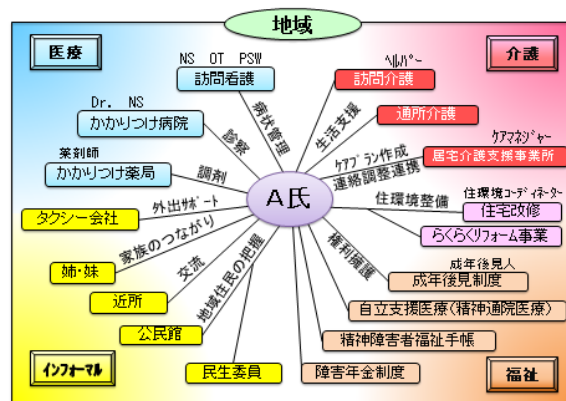 地域
医療
介護
NS OT PSW
訪問看護
病状管理
ヘルパー
訪問介護
生活支援
Dr. NS
かかりつけ病院
診察
通所介護
薬剤師
かかりつけ薬局
調剤
ケアマネジャー
居宅介護支援事業所
ケアプラン作成
連絡調整連携
A氏
タクシー会社
外出サポート
住環境コーディネーター
住宅改修
住環境整備
らくらくリフォーム事業
姉・妹
家族のつながり
成年後見人
成年後見制度
権利擁護
近所
交流
自立支援医療(精神通院医療)
公民館
地域住民の把握
精神障害者福祉手帳
民生委員
障害年金制度
インフォーマル
福祉